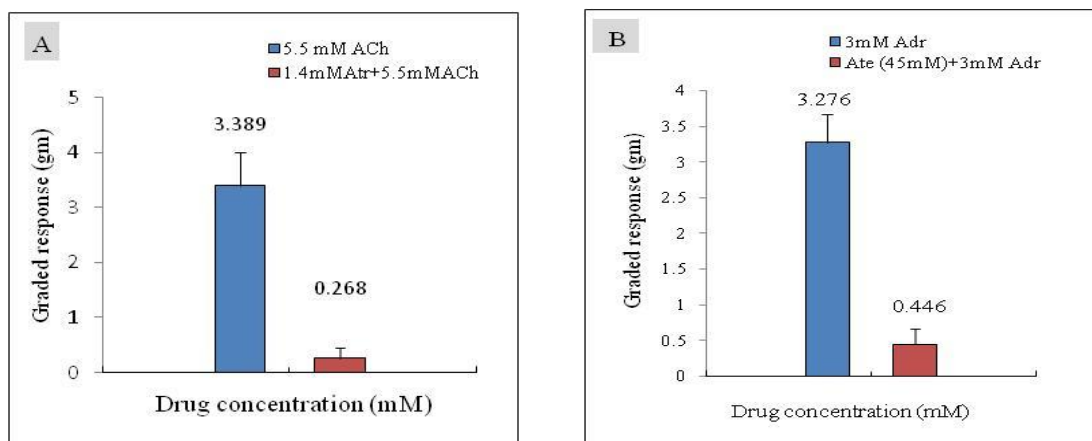 A
5.5 mM ACh
1.4mMAtr+5.5mMACh
Graded response (gm)
5
4
3
2
1
0
3.389
0.268
Drug concentration (mM)
B
3mM Adr
Ate (45mM)+3mM Adr
Graded response (gm)
4
3.5
3
2.5
2
1.5
1
0.5
0
3.276
0.446
Drug concentration (mM)